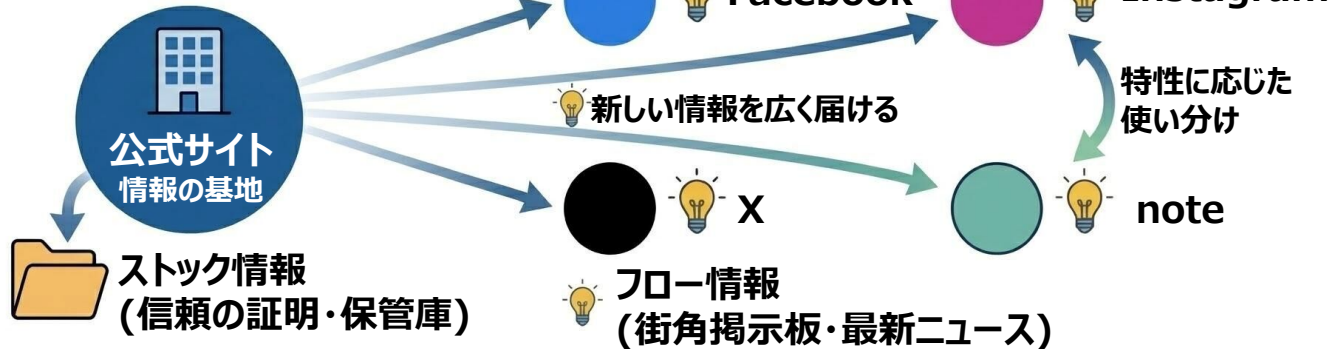 Facebook
Instagram
公式サイト
情報の基地
新しい情報を広く届ける
特性に応じた
使い分け
X
note
ストック情報
(信頼の証明・保管庫)
フロー情報
(街角掲示板・最新ニュース)